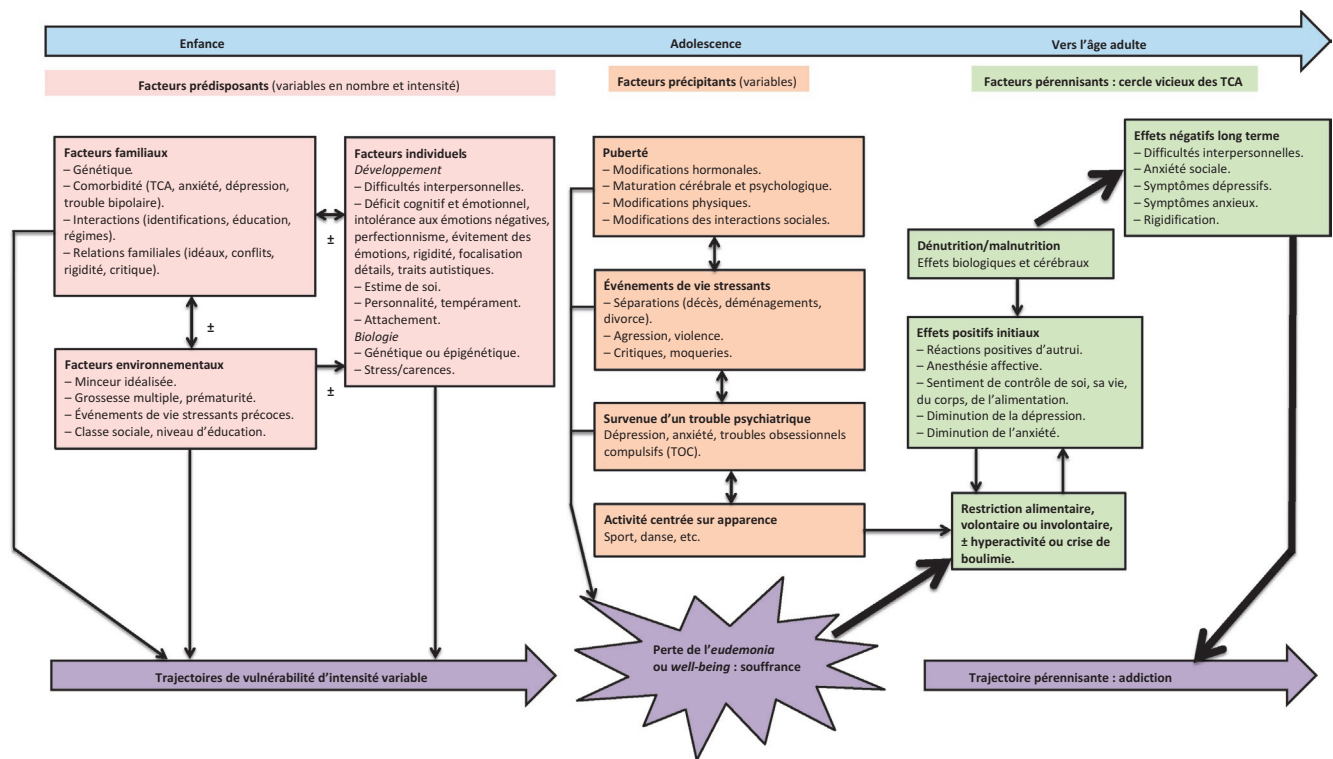 Enfance
Adolescence
Vers l’âge adulte
Facteurs prédisposants (variables en nombre et intensité)
Facteurs précipitants (variables)
Facteurs pérennisants : cercle vicieux des TCA
Facteurs familiaux
– Génétique.
– Comorbidité (TCA, anxiété, dépression,
trouble bipolaire).
– Interactions (identifications, éducation,
régimes).
– Relations familiales (idéaux, conflits,
rigidité, critique).
±
±
Facteurs environnementaux
– Minceur idéalisée.
– Grossesse multiple, prématurité.
– Événements de vie stressants précoces.
– Classe sociale, niveau d’éducation.
±
Facteurs individuels
Développement
– Difficultés interpersonnelles.
– Déficit cognitif et émotionnel,
intolérance aux émotions négatives,
perfectionnisme, évitement des
émotions, rigidité, focalisation
détails, traits autistiques.
– Estime de soi.
– Personnalité, tempérament.
– Attachement.
Biologie
– Génétique ou épigénétique.
– Stress/carences.
Puberté
– Modifications hormonales.
– Maturation cérébrale et psychologique.
– Modifications physiques.
– Modifications des interactions sociales.
Événements de vie stressants
– Séparations (décès, déménagements,
divorce).
– Agression, violence.
– Critiques, moqueries.
Survenue d’un trouble psychiatrique
Dépression, anxiété, troubles obsessionnels
compulsifs (TOC).
Activité centrée sur apparence
Sport, danse, etc.
Effets négatifs long terme
– Difficultés interpersonnelles.
– Anxiété sociale.
– Symptômes dépressifs.
– Symptômes anxieux.
– Rigidification.
Dénutrition/malnutrition
Effets biologiques et cérébraux
Effets positifs initiaux
– Réactions positives d’autrui.
– Anesthésie affective.
– Sentiment de contrôle de soi, sa vie,
du corps, de l’alimentation.
– Diminution de la dépression.
– Diminution de l’anxiété.
Restriction alimentaire,
volontaire ou involontaire,
± hyperactivité ou crise de
boulimie.
Perte de l’eudemonia
ou well-being : souffrance
Trajectoires de vulnérabilité d’intensité variable
Trajectoire pérennisante : addiction